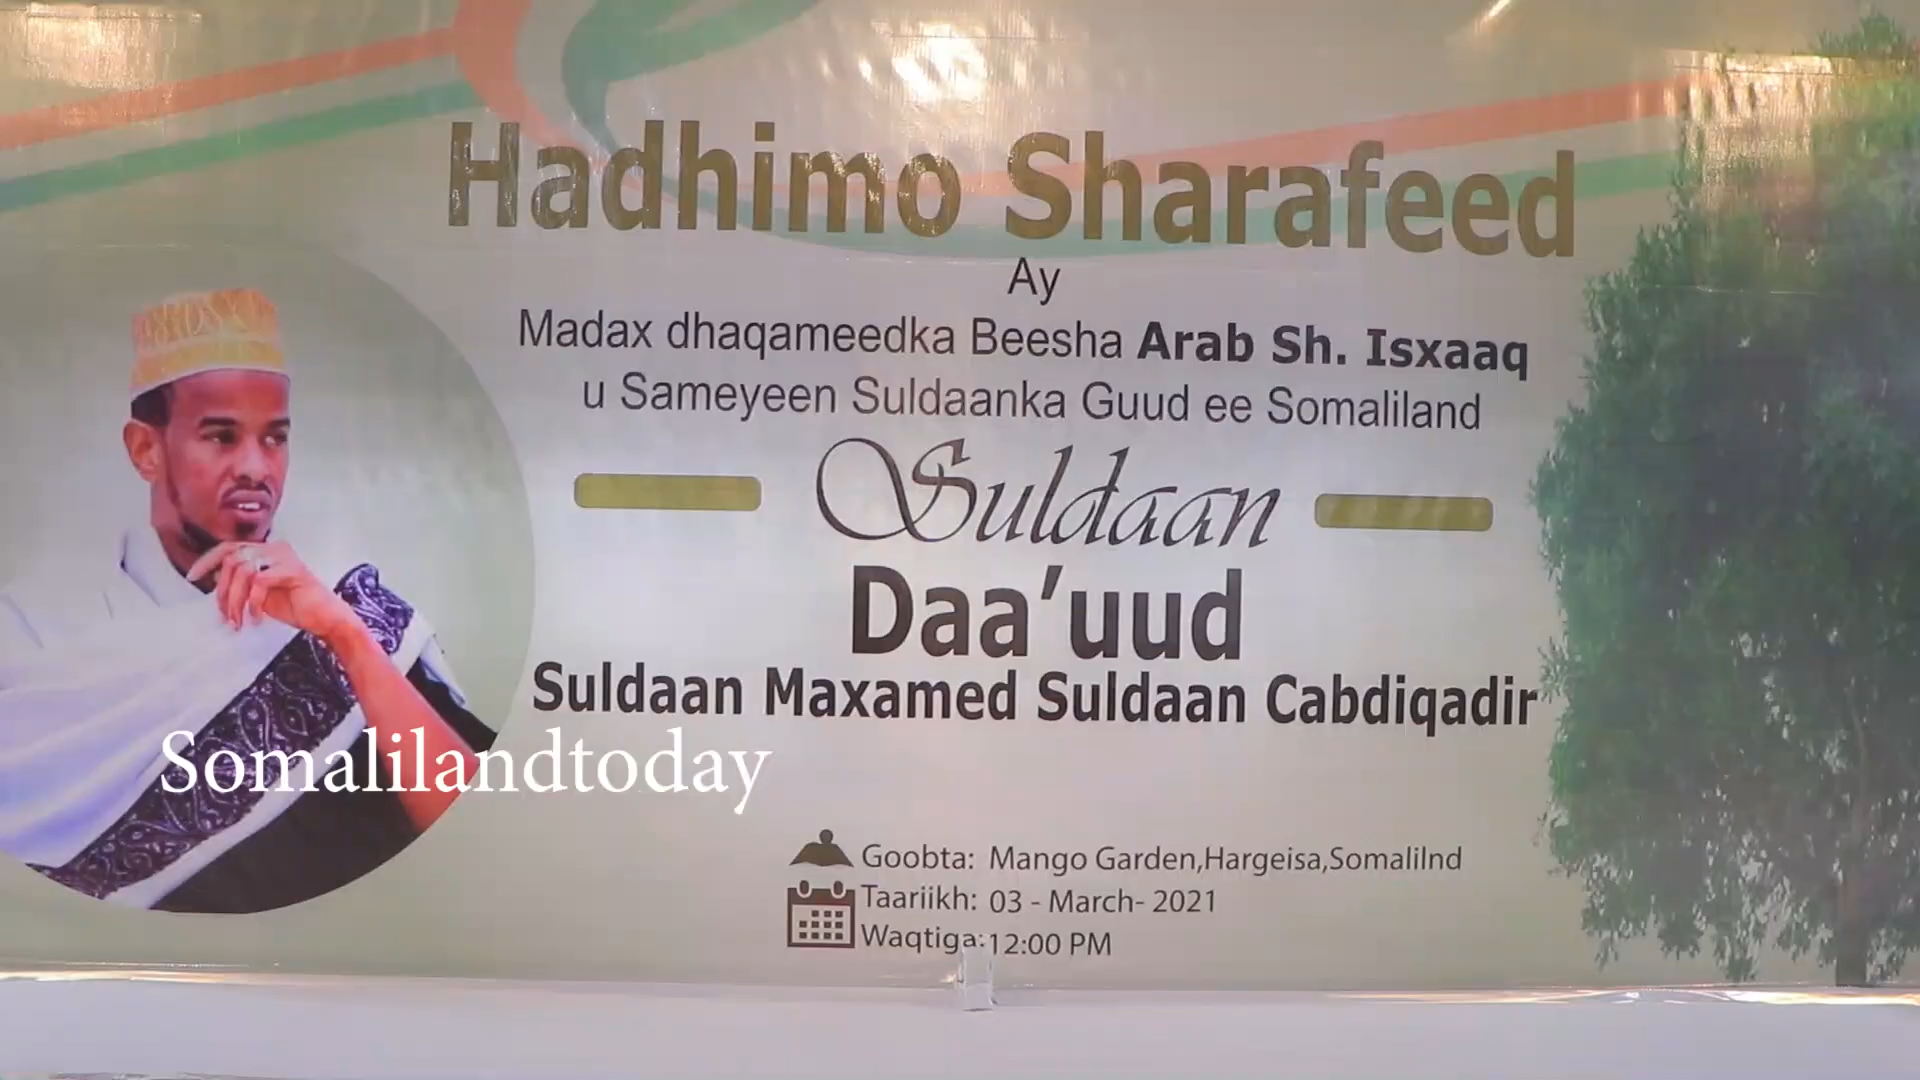 Hadhimo Sharafeed
Ay
Madax dhaqameedka Beesha Arab Sh. Isxaaq
u Sameyeen Suldaanka Guud ee Somaliland
Suldaan
Daa'uud
Suldaan Maxamed Suldaan Cabdiqadir
Somalilandtoday
Goobta: Mango Garden,Hargeisa,Somalilnd
Taariikh: 03 - March- 2021
Waqtiga: 12:00 PM